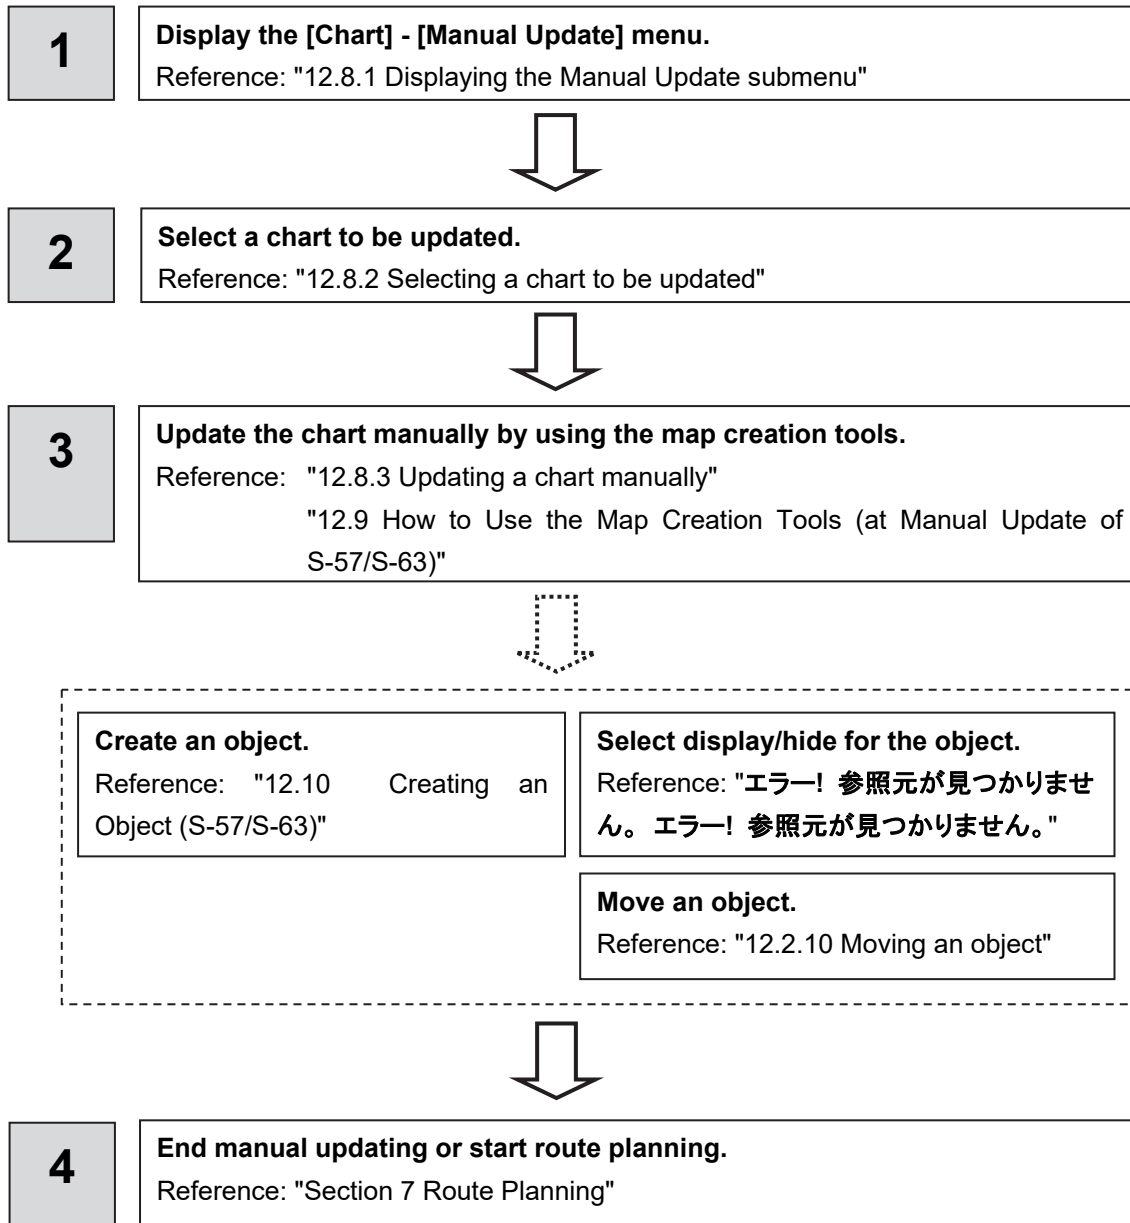 1
Display the [Chart] - [Manual Update] menu.
Reference: "12.8.1 Displaying the Manual Update submenu"
2
Select a chart to be updated.
Reference: "12.8.2 Selecting a chart to be updated"
3
Update the chart manually by using the map creation tools.
Reference: "12.8.3 Updating a chart manually"
"12.9 How to Use the Map Creation Tools (at Manual Update of
S-57/S-63)"
Create an object.
Reference: "12.10 Creating an
Object (S-57/S-63)"
Select display/hide for the object.
Reference: "エラー! 参照元が見つかりませ
ん。 エラー! 参照元が見つかりません。"
Move an object.
Reference: "12.2.10 Moving an object"
4
End manual updating or start route planning.
Reference: "Section 7 Route Planning"